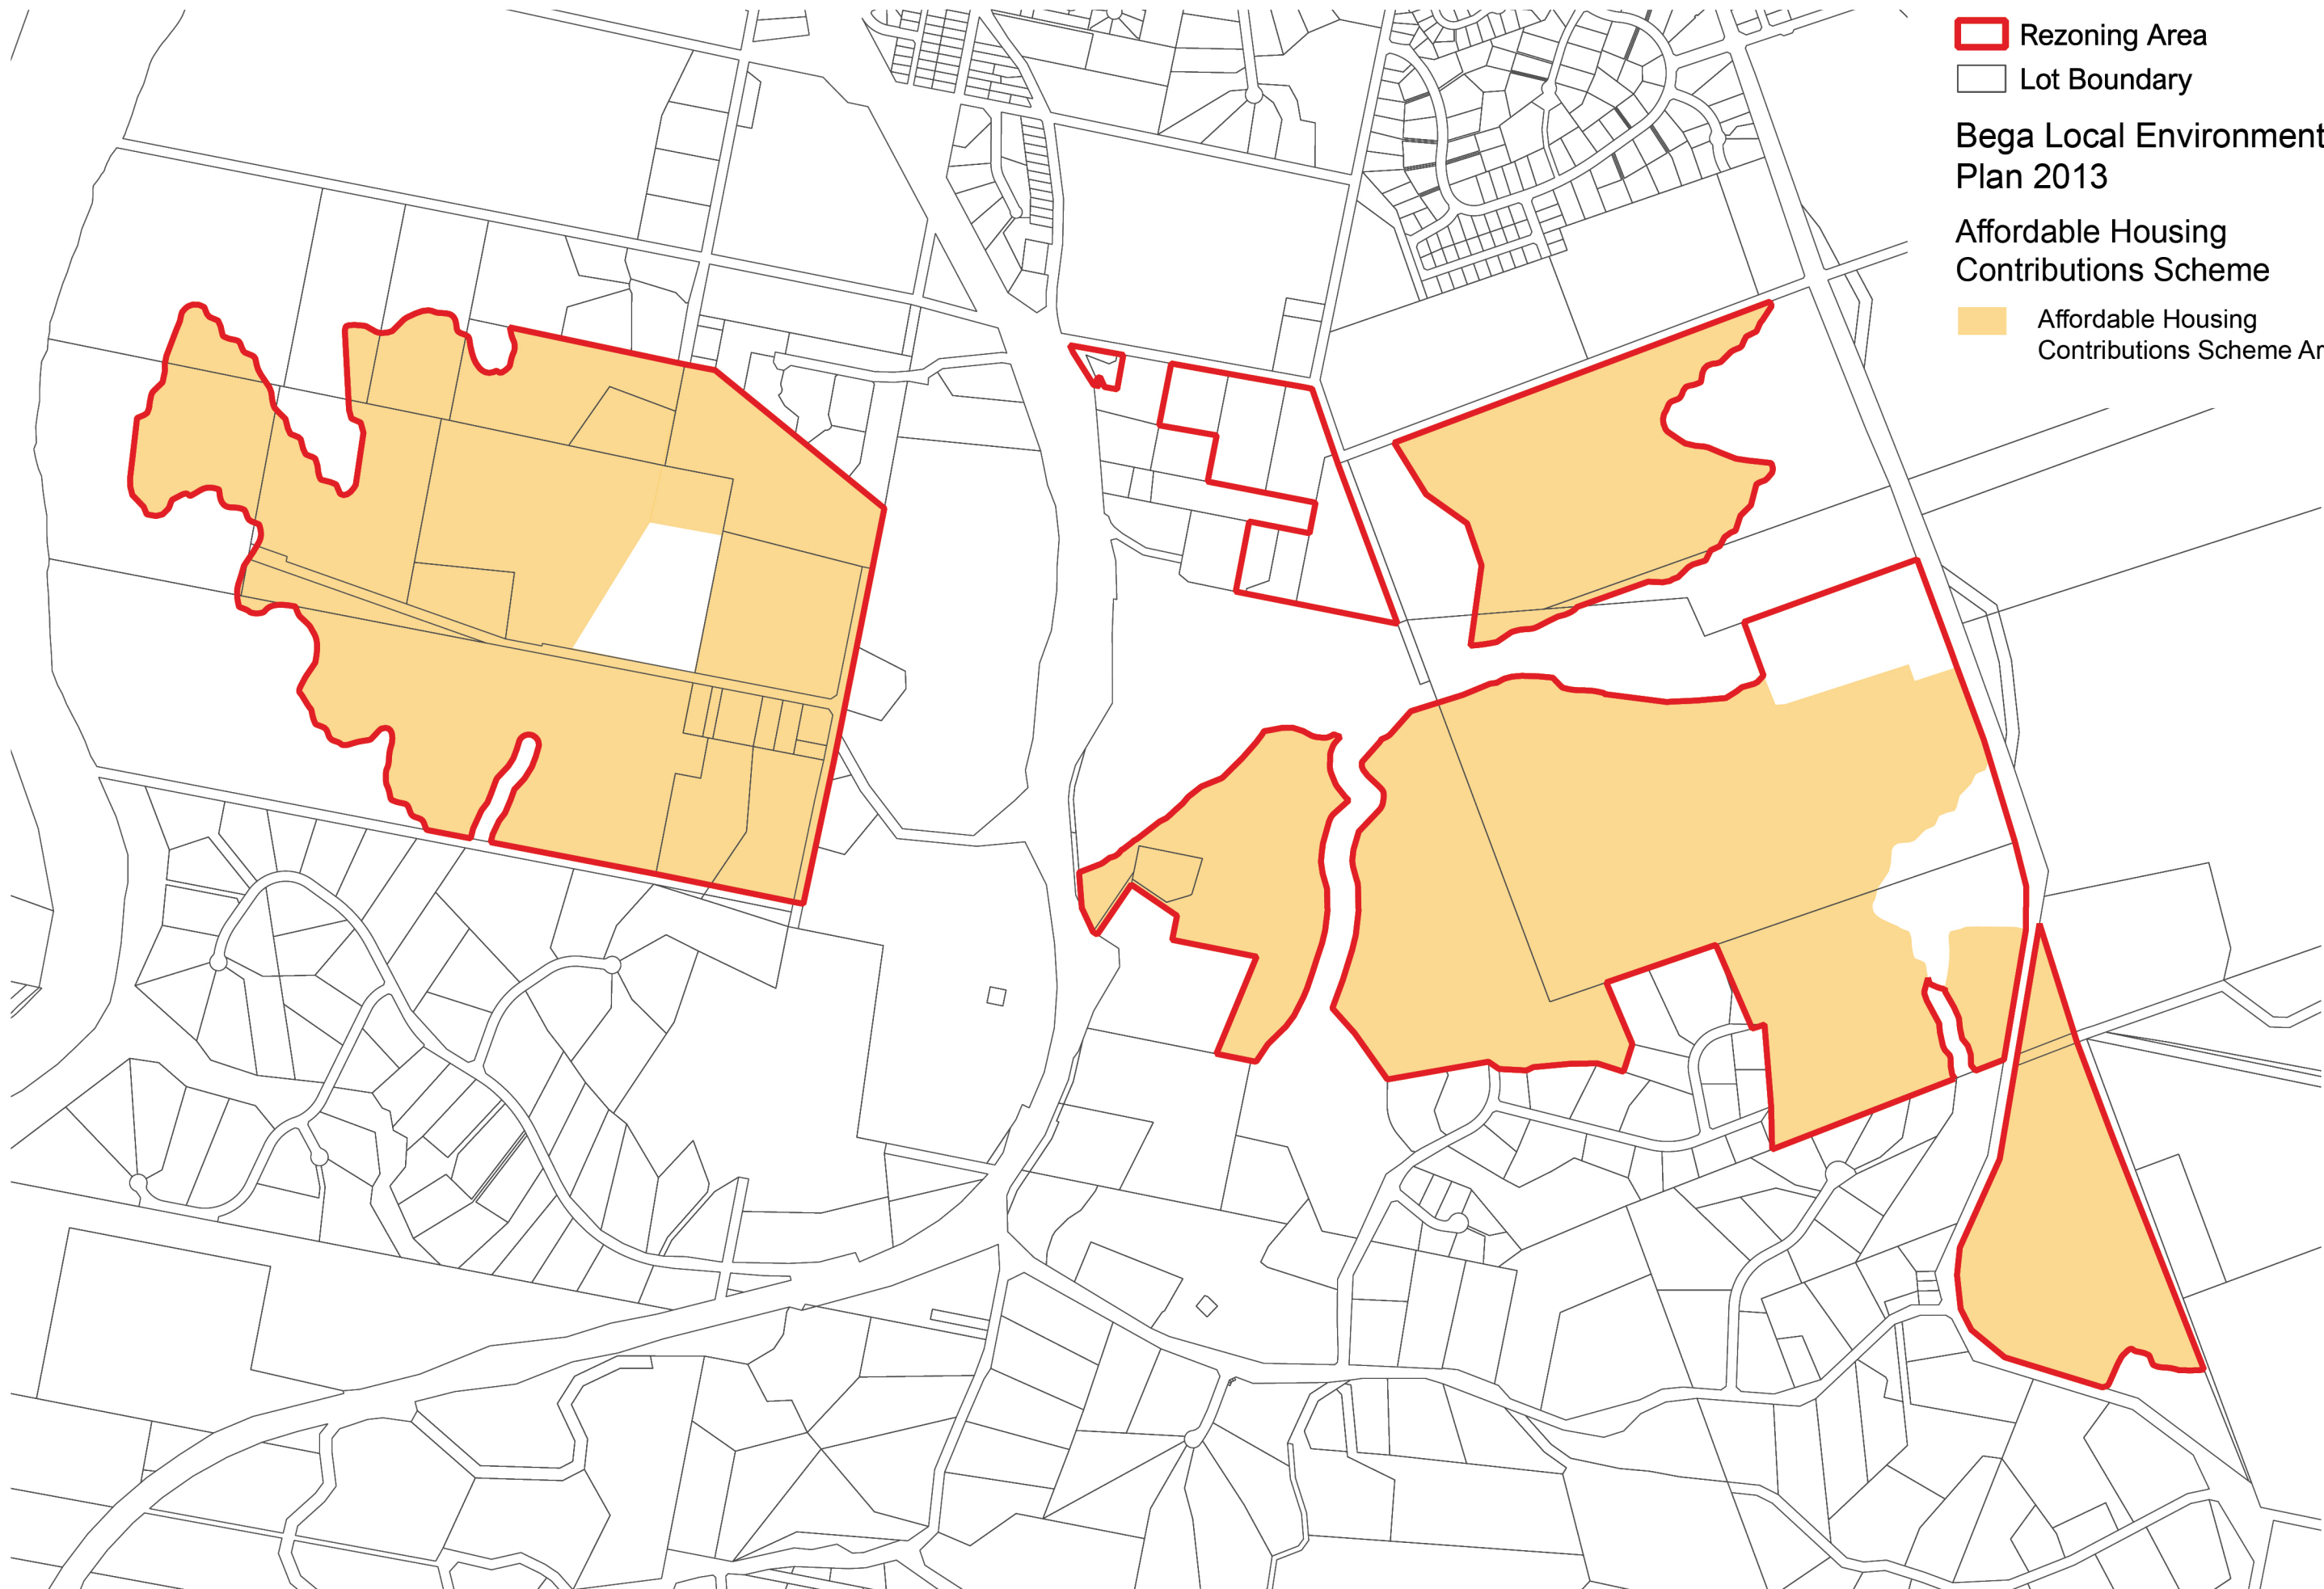 Rezoning Area
Lot Boundary
Bega Local Environment
Plan 2013
Affordable Housing
Contributions Scheme
Affordable Housing
Contributions Scheme Ar